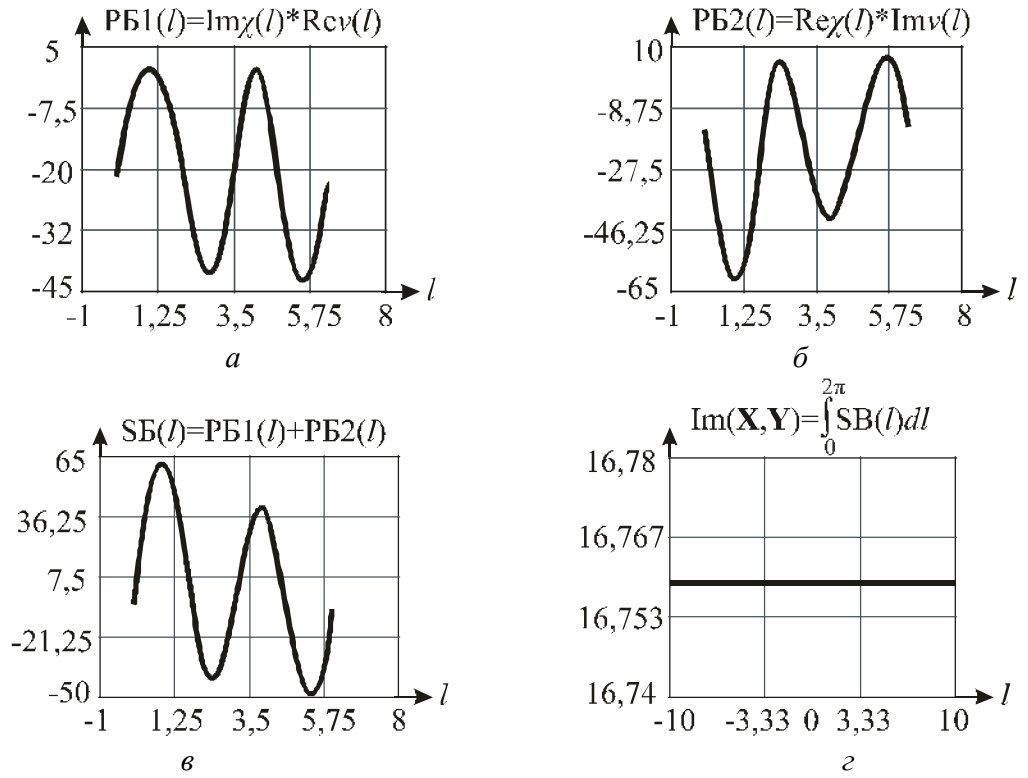 РБ1(l)=Imχ(l)*Rcν(l)
5
-7,5
-20
-32
-45
-1 1,25 3,5 5,75 8
l
а
РБ2(l)=Reχ(l)*Imν(l)
10
-8,75
-27,5
-46,25
-65
-1 1,25 3,5 5,75 8
l
б
SБ(l)=РБ1(l)+РБ2(l)
65
36,25
7,5
-21,25
-50
-1 1,25 3,5 5,75 8
l
в
2π
Im(X,Y)=∫SB(l)dl
0
16,78
16,767
16,753
16,74
-10 -3,33 0 3,33 10
l
г